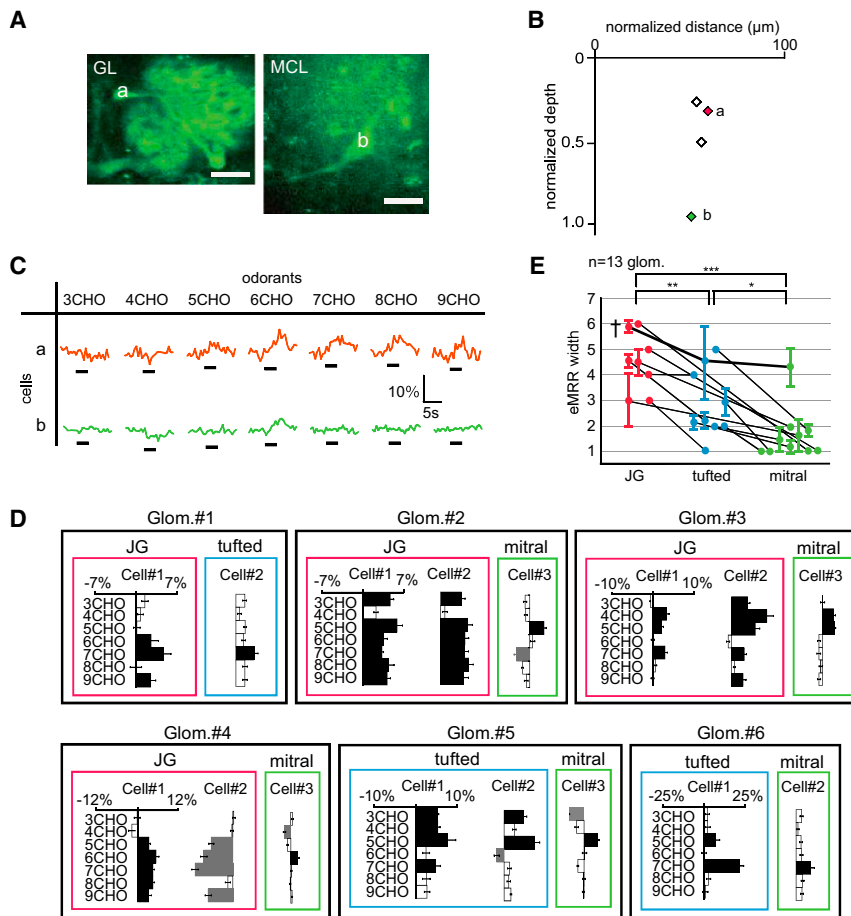 A
GL
a
MCL
b
B
normalized distance (μm)
0
100
0
0.5
1.0
normalized depth
a
b
C
odorants
3CHO 4CHO 5CHO 6CHO 7CHO 8CHO 9CHO
cells
a
b
10%
5s
E
n=13 glom.
***
** *
eMRR width
7
6
5
4
3
2
1
†
JG tufted mitral
D
Glom.#1
JG tufted
-7% 7%
Cell#1 Cell#2
3CHO
4CHO
5CHO
6CHO
7CHO
8CHO
9CHO
Glom.#2
JG mitral
-7% 7%
Cell#1 Cell#2 Cell#3
3CHO
4CHO
5CHO
6CHO
7CHO
8CHO
9CHO
Glom.#3
JG mitral
-10% 10%
Cell#1 Cell#2 Cell#3
3CHO
4CHO
5CHO
6CHO
7CHO
8CHO
9CHO
Glom.#4
JG mitral
-12% 12%
Cell#1 Cell#2 Cell#3
3CHO
4CHO
5CHO
6CHO
7CHO
8CHO
9CHO
Glom.#5
tufted mitral
-10% 10%
Cell#1 Cell#2 Cell#3
3CHO
4CHO
5CHO
6CHO
7CHO
8CHO
9CHO
Glom.#6
tufted mitral
-25% 25%
Cell#1 Cell#2
3CHO
4CHO
5CHO
6CHO
7CHO
8CHO
9CHO